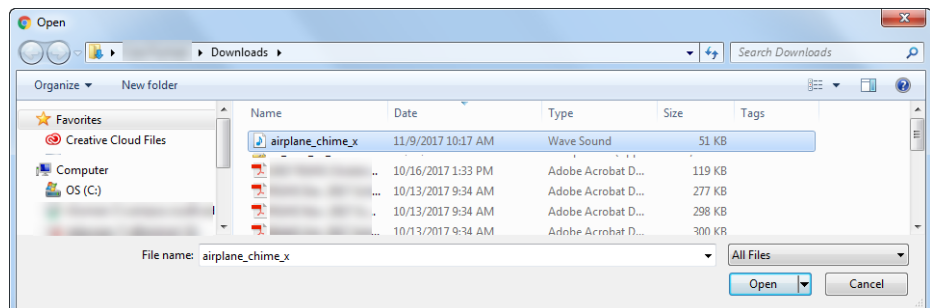 Open
Downloads
Search Downloads
Organize
New folder
Name Date Type Size Tags
Favorites
Creative Cloud Files
Computer
OS (C:)
airplane_chime_x 11/9/2017 10:17 AM Wave Sound 51 KB
.. 10/16/2017 1:33 PM Adobe Acrobat D... 119 KB
... 10/13/2017 9:34 AM Adobe Acrobat D... 277 KB
. 10/13/2017 9:34 AM Adobe Acrobat D... 298 KB
... 10/13/2017 9:34 AM Adobe Acrobat D... 300 KB
File name: airplane_chime_x
All Files
Open
Cancel